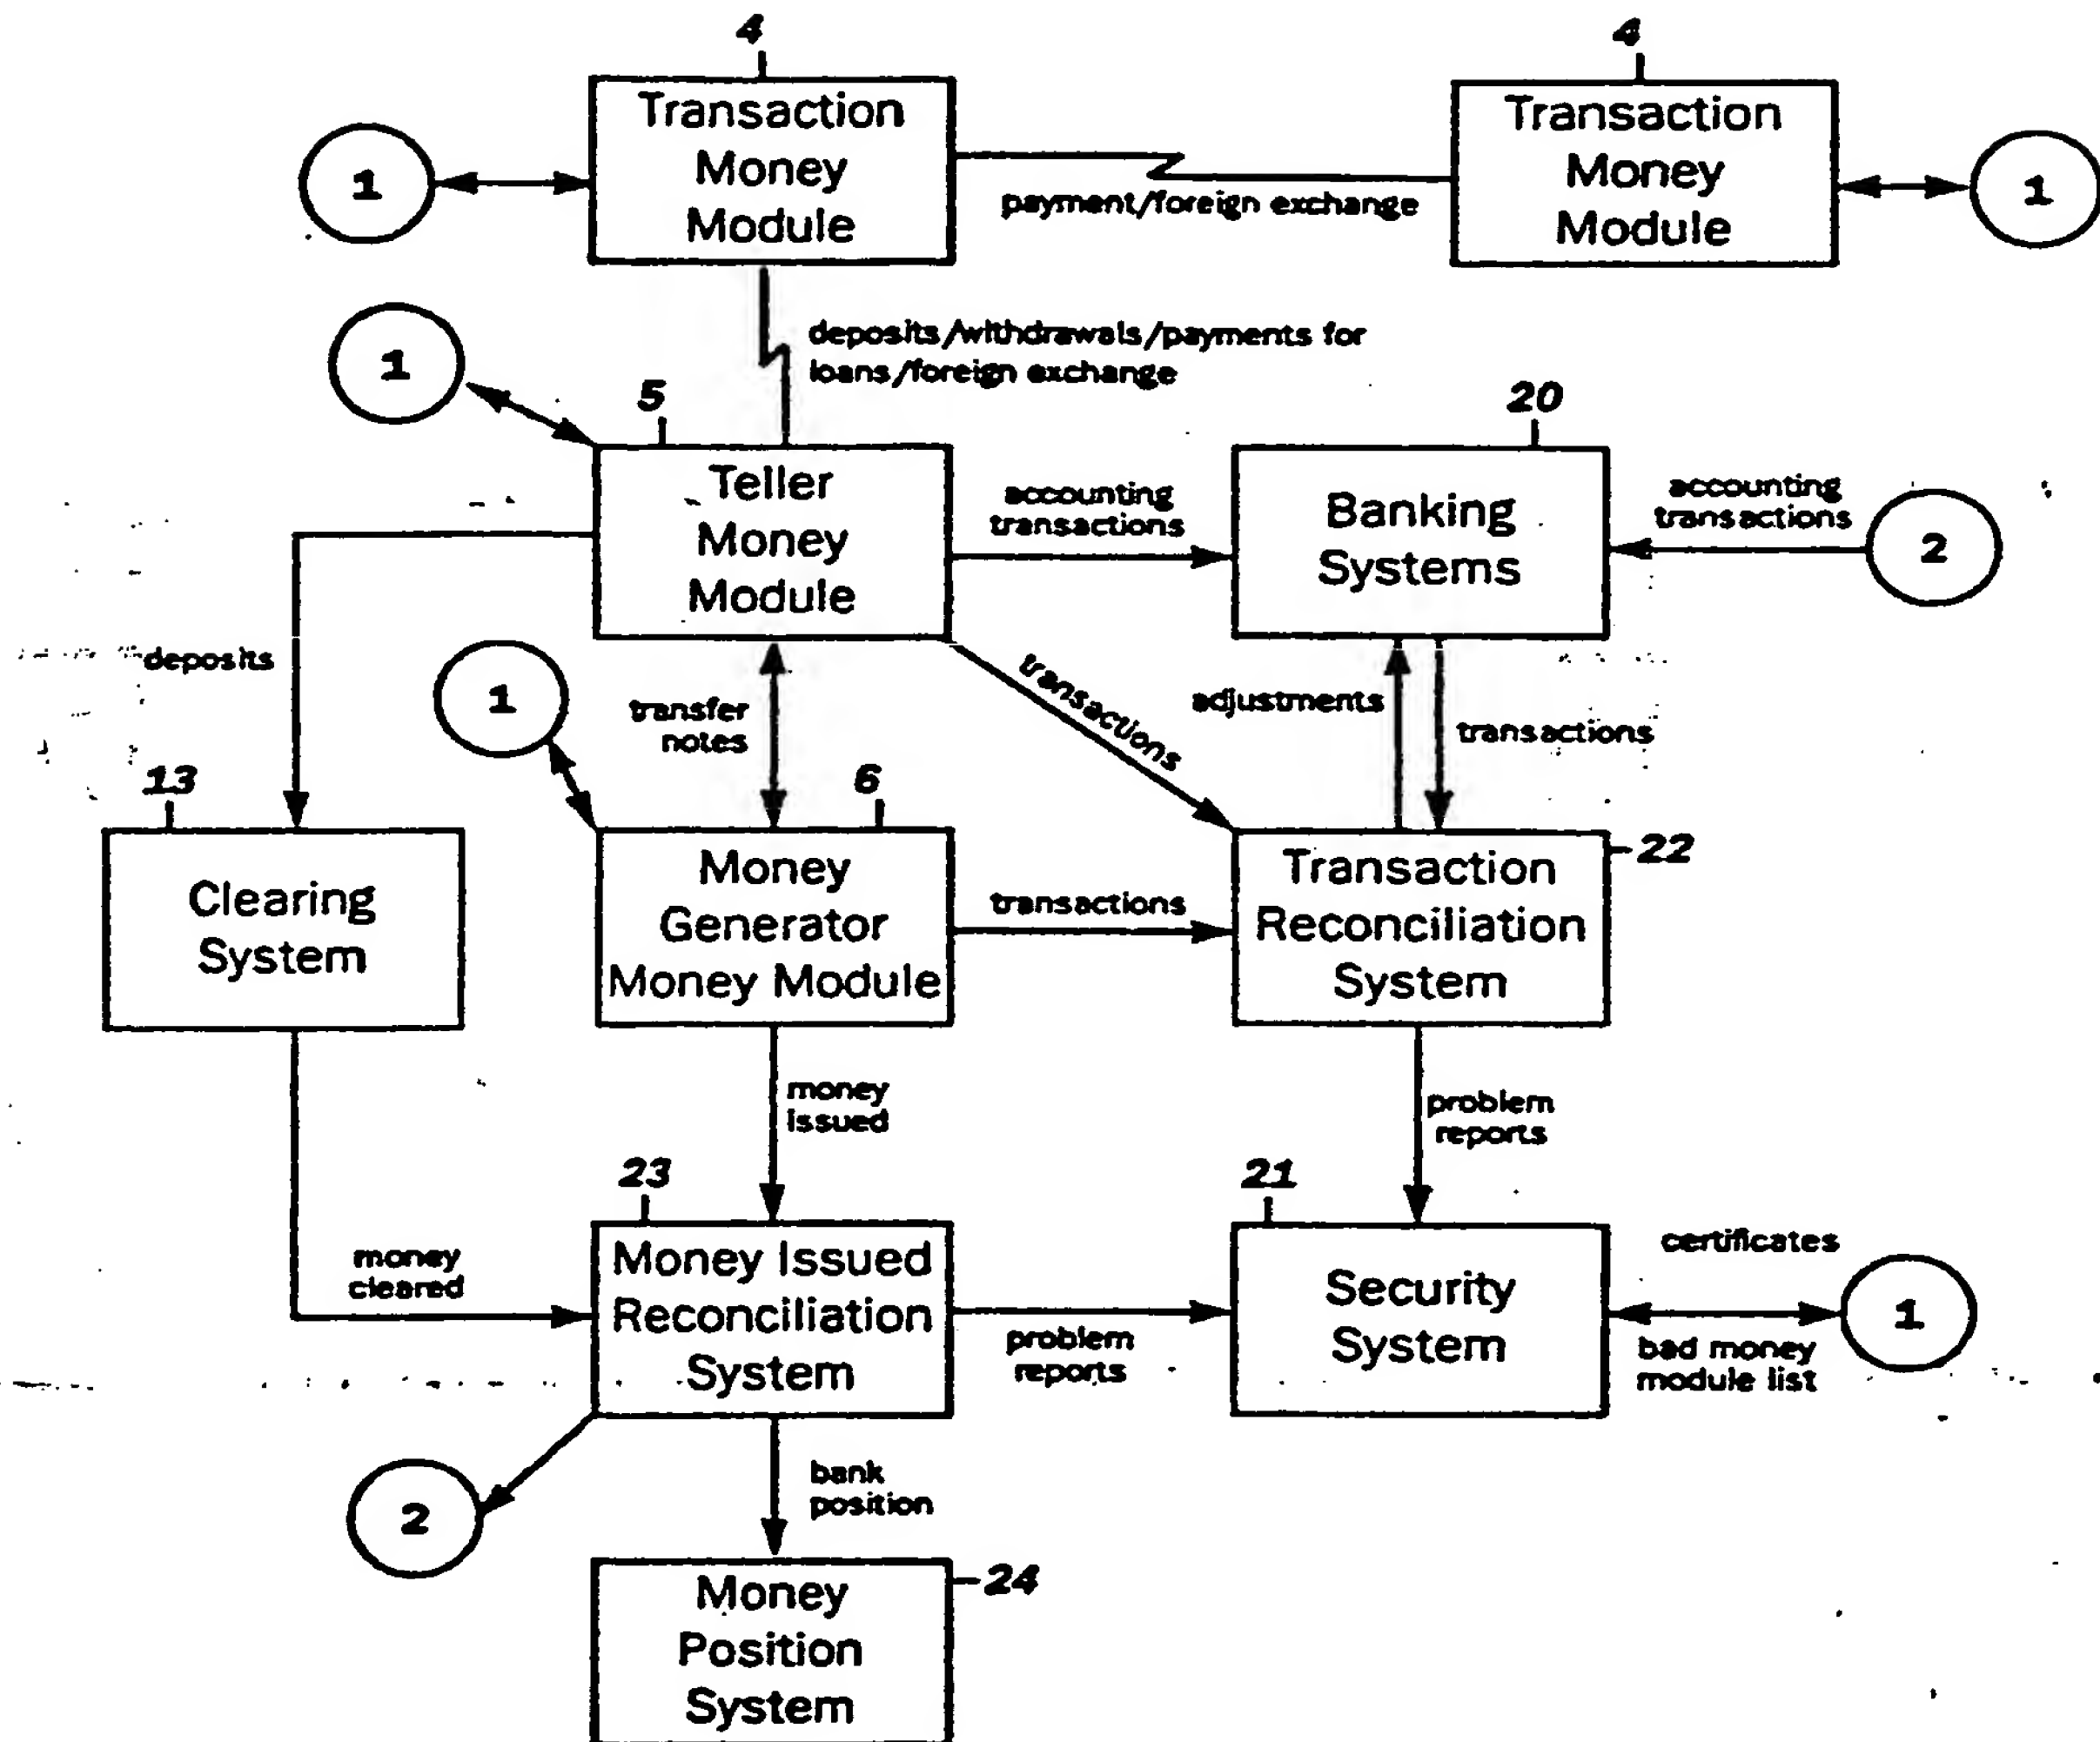 4
4
Transaction
Money
Module
Transaction
Money
Module
1
1
payment/foreign exchange
deposits/withdrawals/payments for
loans/foreign exchange
1
5
20
Teller
Money
Module
accounting
transactions
Banking
Systems
accounting
transactions
2
deposits
1
transfer
notes
transactions
adjustments
transactions
13
6
22
Clearing
System
Money
Generator
Money Module
transactions
Transaction
Reconciliation
System
money
issued
problem
reports
23
21
money
cleared
Money Issued
Reconciliation
System
problem
reports
Security
System
certificates
1
bad money
module list
2
bank
position
24
Money
Position
System